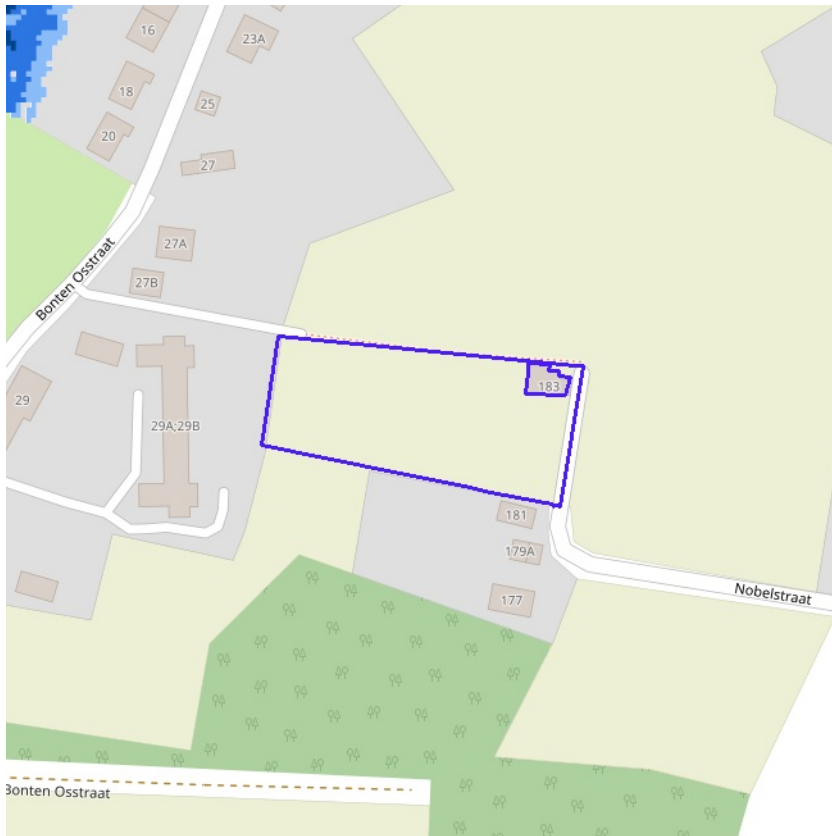 16
23A
18
25
20
27
27A
27B
Bonten Osstraat
183
29
29A;29B
181
179A
177
Nobelstraat
Bonten Osstraat